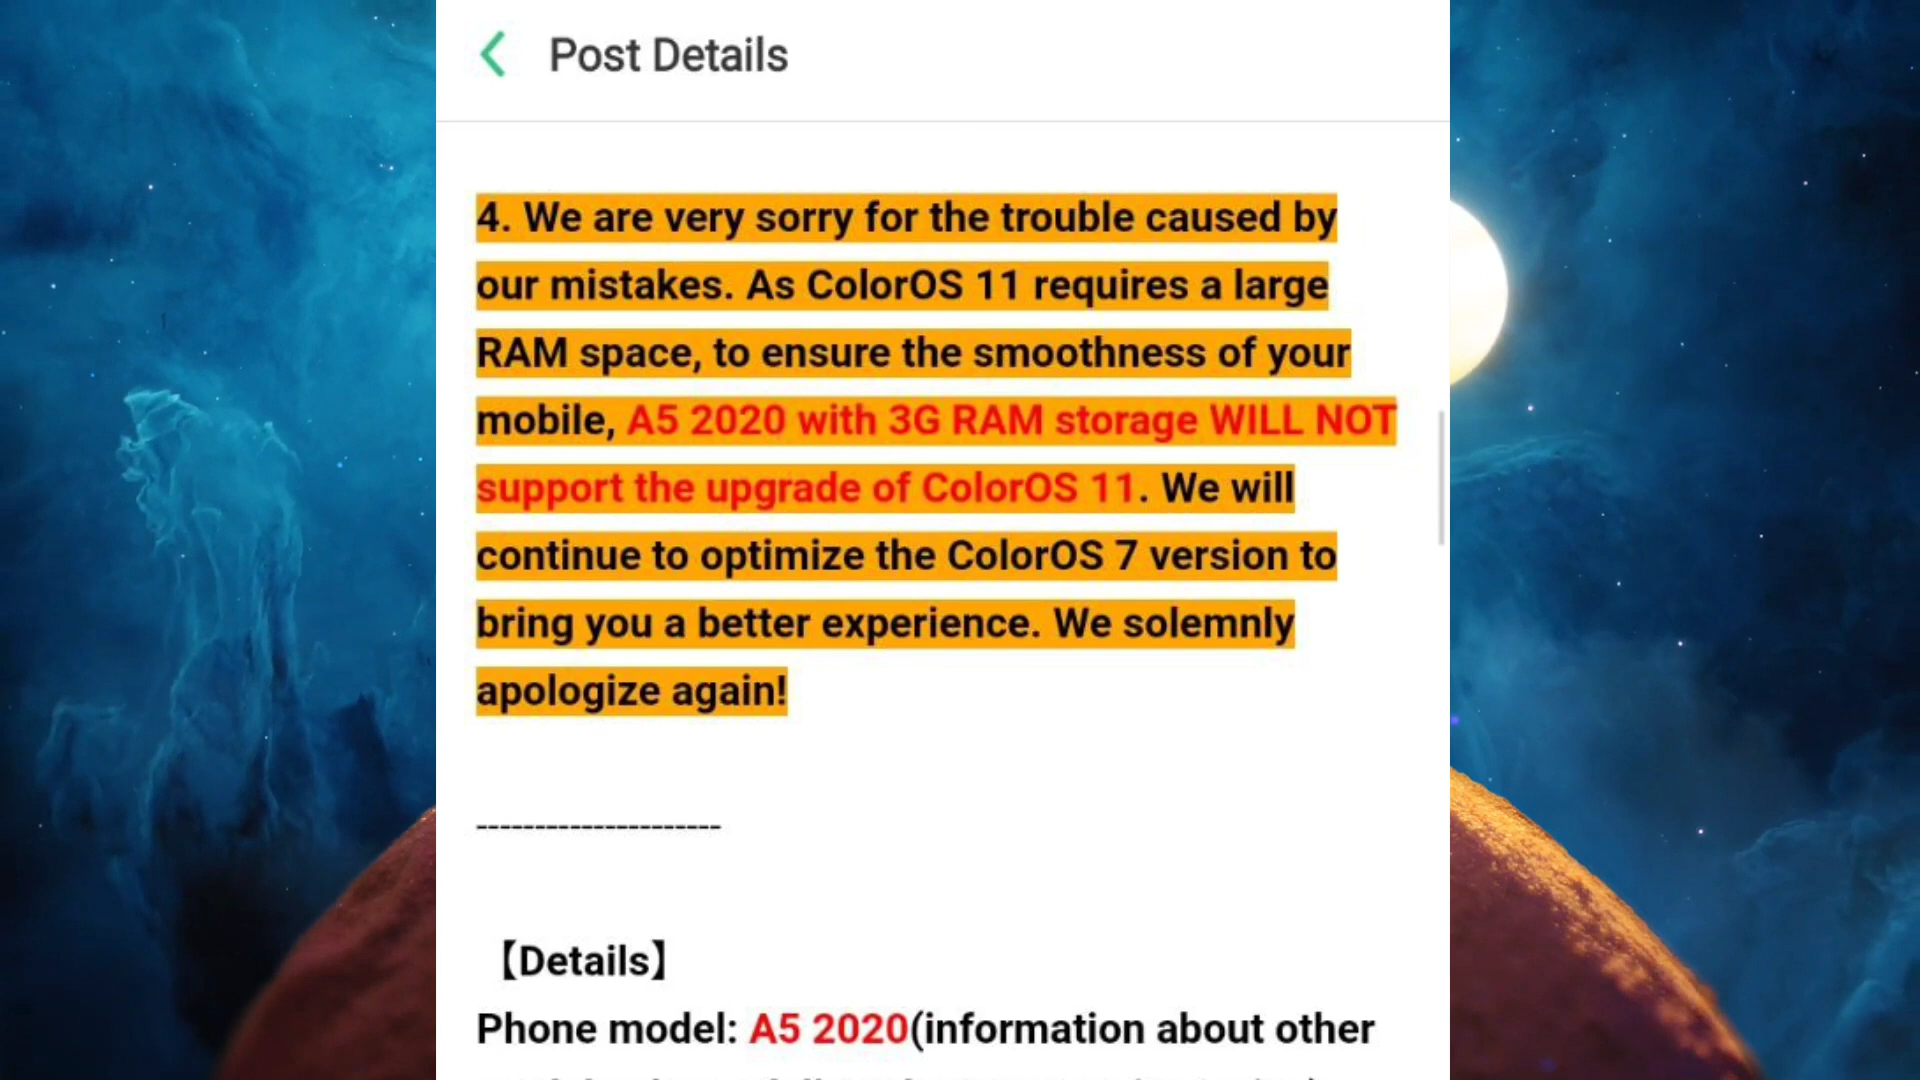 Post Details
4. We are very sorry for the trouble caused by
our mistakes. As ColorOS 11 requires a large
RAM space, to ensure the smoothness of your
mobile, A5 2020 with 3G RAM storage WILL NOT
support the upgrade of ColorOS 11. We will
continue to optimize the ColorOS 7 version to
bring you a better experience. We solemnly
apologize again!
---------------------
【Details】
Phone model: A5 2020(information about other